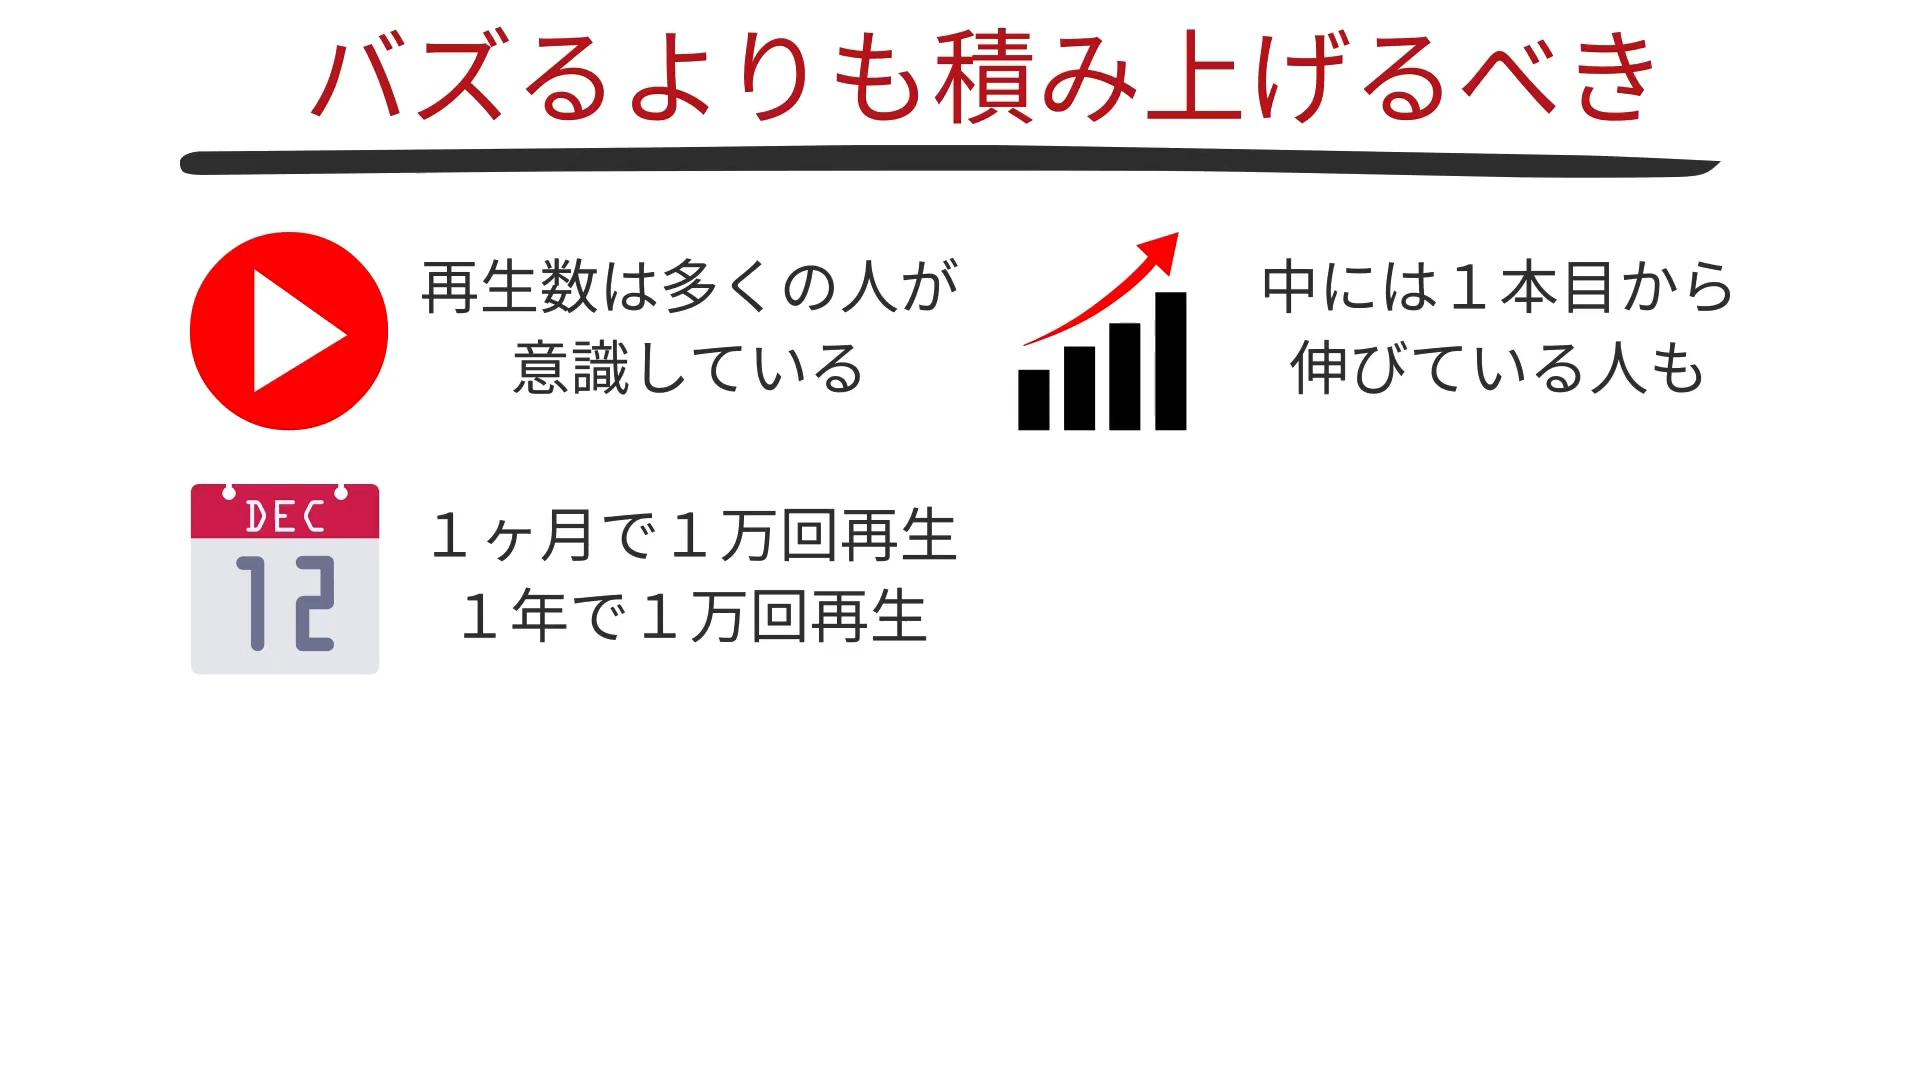 バズるよりも積み上げるべき
再生数は多くの人が
意識している
中には１本目から
伸びている人も
DEC
12
１ヶ月で１万回再生
１年で１万回再生